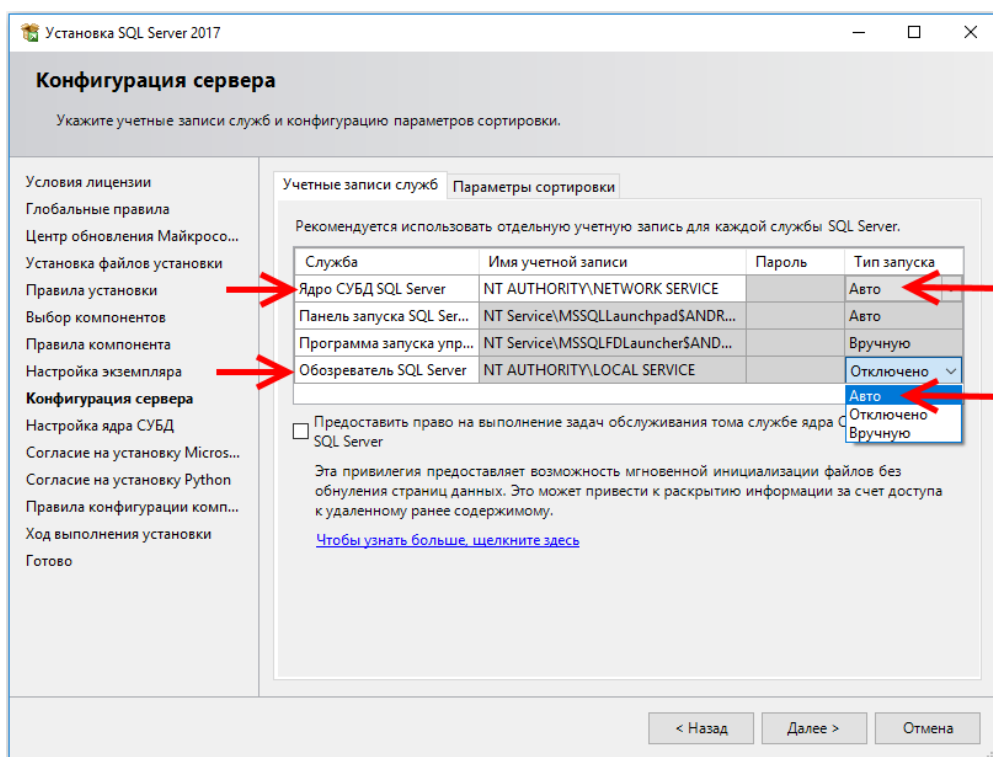 Установка SQL Server 2017
Конфигурация сервера
Укажите учетные записи служб и конфигурацию параметров сортировки.
Условия лицензии
Глобальные правила
Центр обновления Майкросо...
Установка файлов установки
Правила установки
Выбор компонентов
Правила компонента
Настройка экземпляра
Конфигурация сервера
Настройка ядра СУБД
Согласие на установку Micros...
Согласие на установку Python
Правила конфигурации комп...
Ход выполнения установки
Готово
Учетные записи служб Параметры сортировки
Рекомендуется использовать отдельную учетную запись для каждой службы SQL Server.
Служба Имя учетной записи Пароль Тип запуска
Ядро СУБД SQL Server NT AUTHORITY\NETWORK SERVICE Авто
Панель запуска SQL Ser... NT Service\MSSQLLaunchpad$ANDR... Авто
Программа запуска упр... NT Service\MSSQLFDLauncher$AND... Вручную
Обозреватель SQL Server NT AUTHORITY\LOCAL SERVICE Отключено
Авто
Отключено
Вручную
Предоставить право на выполнение задач обслуживания тома службе ядра
SQL Server
Эта привилегия предоставляет возможность мгновенной инициализации файлов без
обнуления страниц данных. Это может привести к раскрытию информации за счет доступа
к удаленному ранее содержимому.
Чтобы узнать больше, щелкните здесь
< Назад Далее > Отмена